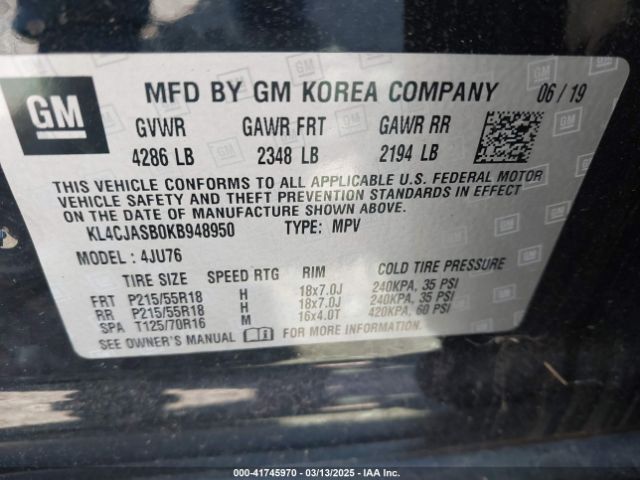 GM
MFD BY GM KOREA COMPANY 06/19
GVWR GAWR FRT GAWR RR
4286 LB 2348 LB 2194 LB
THIS VEHICLE CONFORMS TO ALL APPLICABLE U.S. FEDERAL MOTOR
VEHICLE SAFETY AND THEFT PREVENTION STANDARDS IN EFFECT
ON THE DATE OF MANUFACTURE SHOWN ABOVE.
KL4CJASB0KB948950 TYPE: MPV
MODEL : 4JU76
TIRE SIZE SPEED RTG RIM COLD TIRE PRESSURE
FRT P215/55R18 H 18x7.0J 240KPA, 35 PSI
RR P215/55R18 H 18x7.0J 240KPA, 35 PSI
SPA T125/70R16 M 16x4.0T 420KPA, 60 PSI
SEE OWNER'S MANUAL FOR MORE INFORMATION
00-41745970 — 03/13/2025 — IAA Inc.